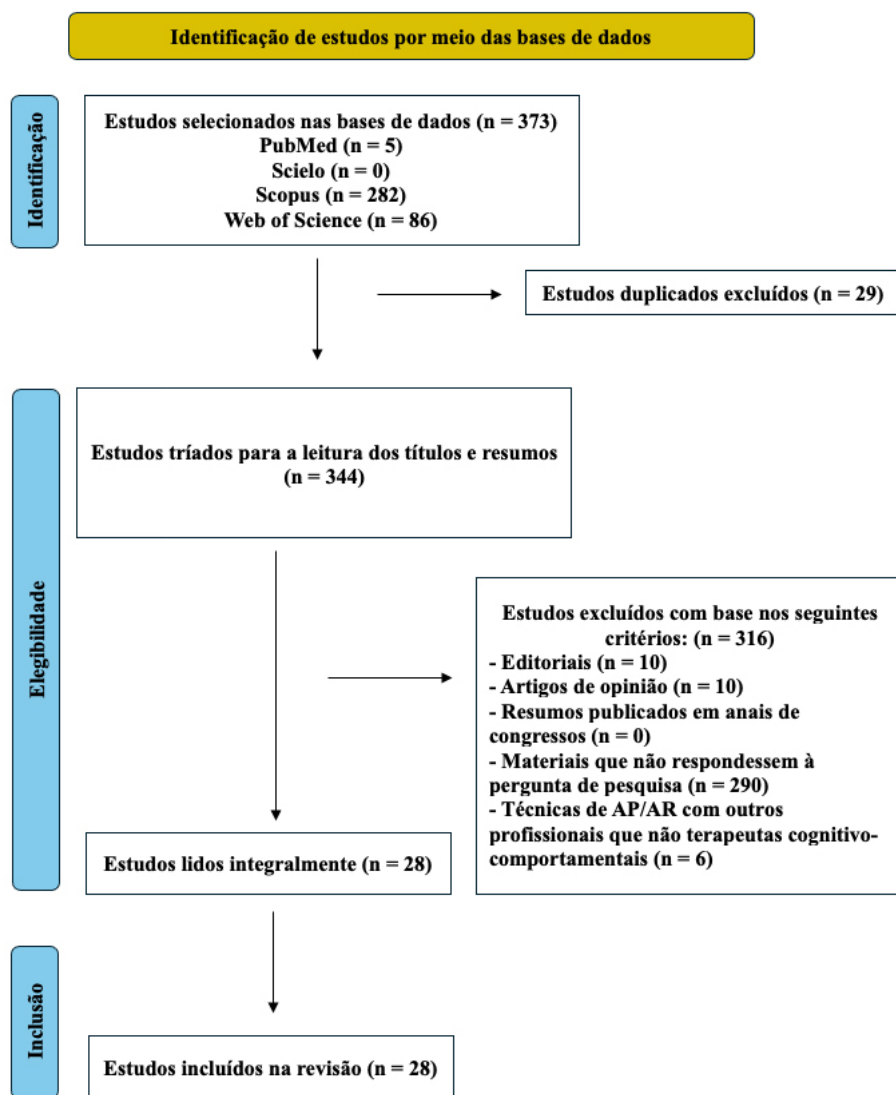 Identificação de estudos por meio das bases de dados
Identificação
Estudos selecionados nas bases de dados (n = 373)
PubMed (n = 5)
Scielo (n = 0)
Scopus (n = 282)
Web of Science (n = 86)
Estudos duplicados excluídos (n = 29)
Elegibilidade
Estudos tríados para a leitura dos títulos e resumos
(n = 344)
Estudos excluídos com base nos seguintes
critérios: (n = 316)
- Editoriais (n = 10)
- Artigos de opinião (n = 10)
- Resumos publicados em anais de
congressos (n = 0)
- Materiais que não respondessem à
pergunta de pesquisa (n = 290)
- Técnicas de AP/AR com outros
profissionais que não terapeutas cognitivo-
comportamentais (n = 6)
Estudos lidos integralmente (n = 28)
Inclusão
Estudos incluídos na revisão (n = 28)